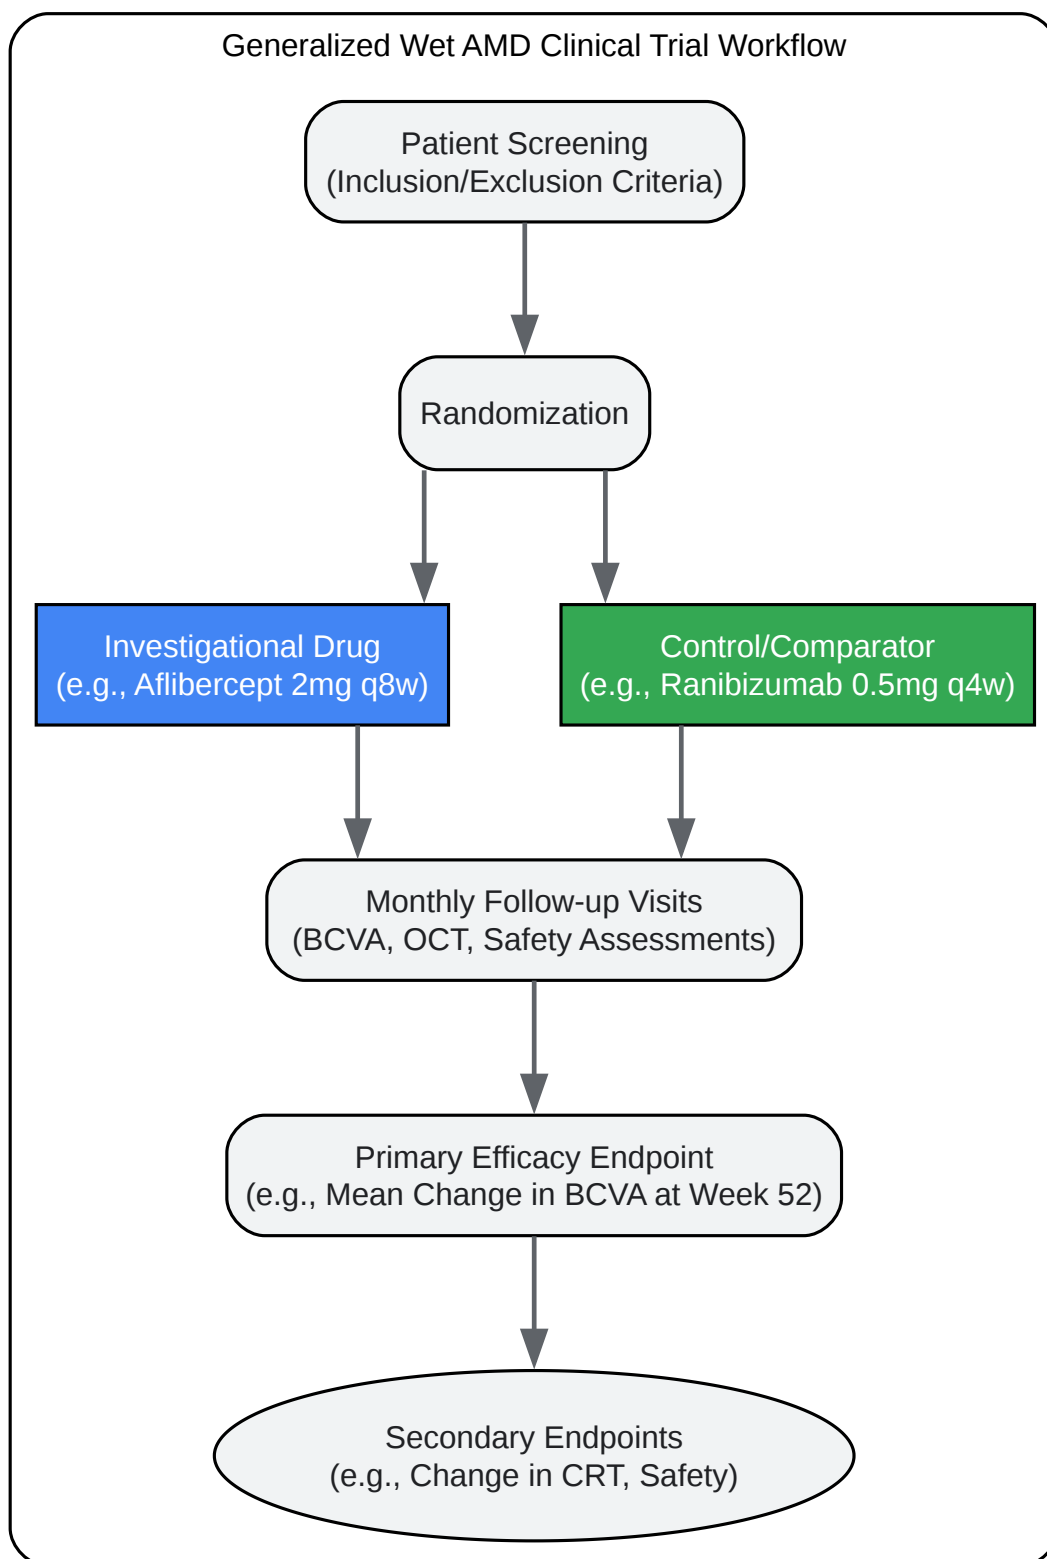 Generalized Wet AMD Clinical Trial Workflow
Patient Screening
(Inclusion/Exclusion Criteria)
Randomization
Investigational Drug
(e.g., Aflibercept 2mg q8w)
Control/Comparator
(e.g., Ranibizumab 0.5mg q4w)
Monthly Follow-up Visits
(BCVA, OCT, Safety Assessments)
Primary Efficacy Endpoint
(e.g., Mean Change in BCVA at Week 52)
Secondary Endpoints
(e.g., Change in CRT, Safety)